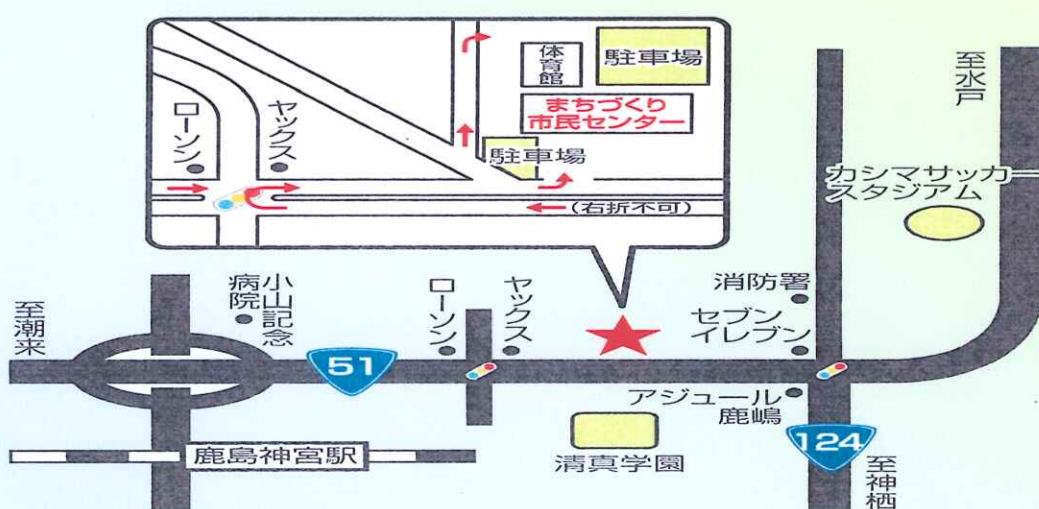 ローソン
ヤックス
体育館
駐車場
まちづくり
市民センター
駐車場
(右折不可)
至水戸
カシマサッカー
スタジアム
至潮来
小山記念
病院
51
ローソン
ヤックス
消防署
セブン
イレブン
アジュール
鹿嶋
124
至神栖
清真学園
鹿島神宮駅